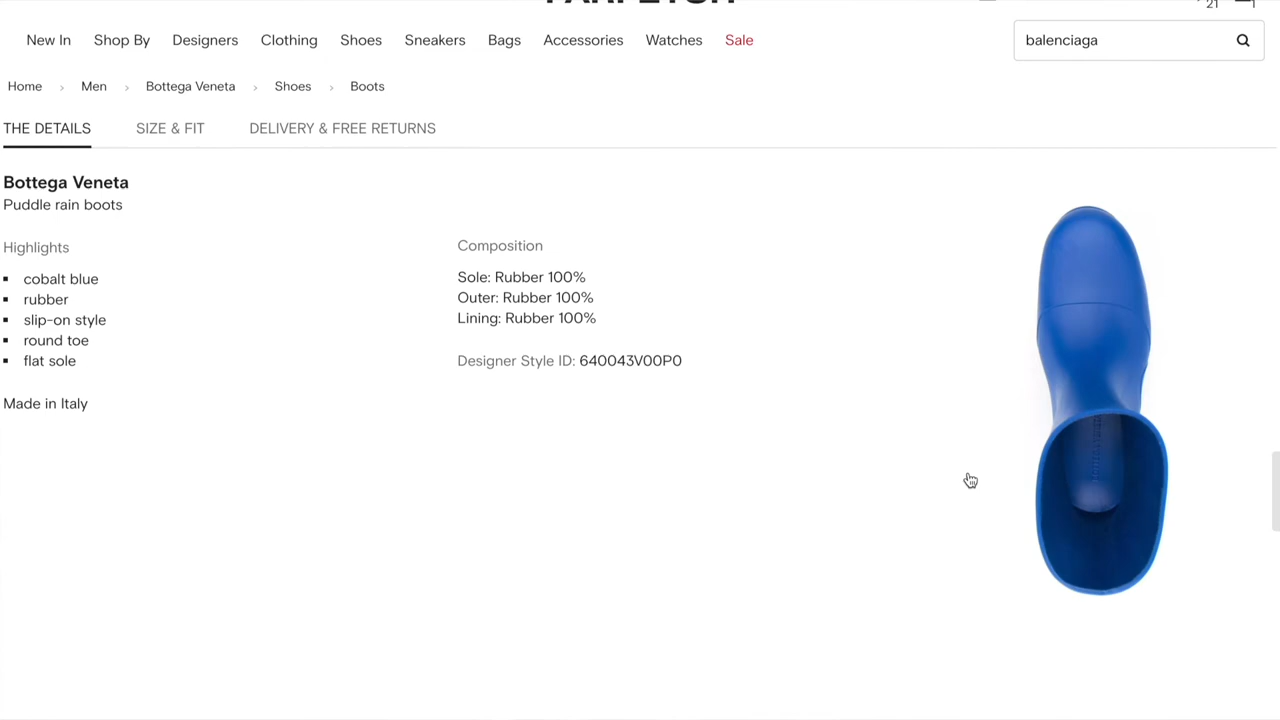 21 1
New In Shop By Designers Clothing Shoes Sneakers Bags Accessories Watches Sale balenciaga
Home > Men > Bottega Veneta > Shoes > Boots
THE DETAILS SIZE & FIT DELIVERY & FREE RETURNS
Bottega Veneta
Puddle rain boots
Highlights
▪ cobalt blue
▪ rubber
▪ slip-on style
▪ round toe
▪ flat sole
Made in Italy
Composition
Sole: Rubber 100%
Outer: Rubber 100%
Lining: Rubber 100%
Designer Style ID: 640043V00P0